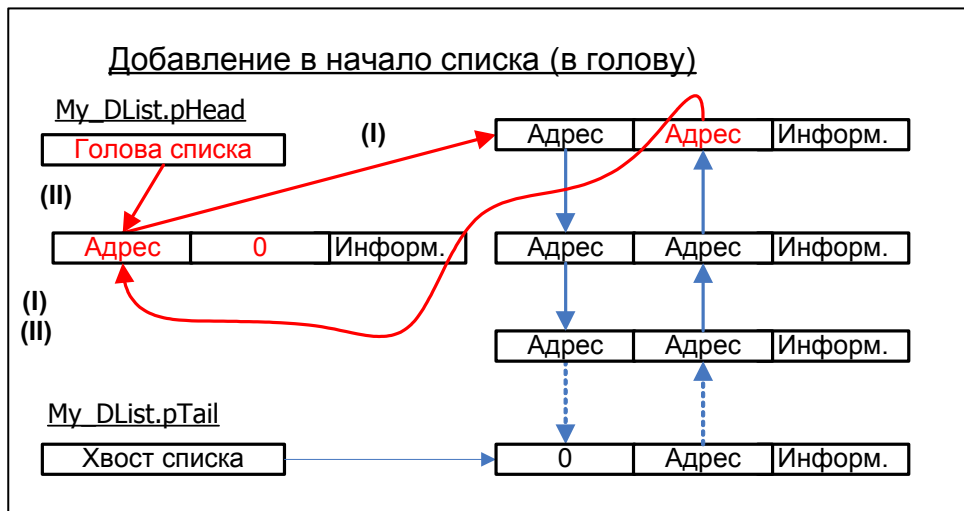 Добавление в начало списка (в голову)
My_DList.pHead
Голова списка
(I)
Адрес Адрес Информ.
(II)
Адрес 0 Информ.
Адрес Адрес Информ.
(I)
(II)
Адрес Адрес Информ.
My_DList.pTail
Хвост списка
0 Адрес Информ.